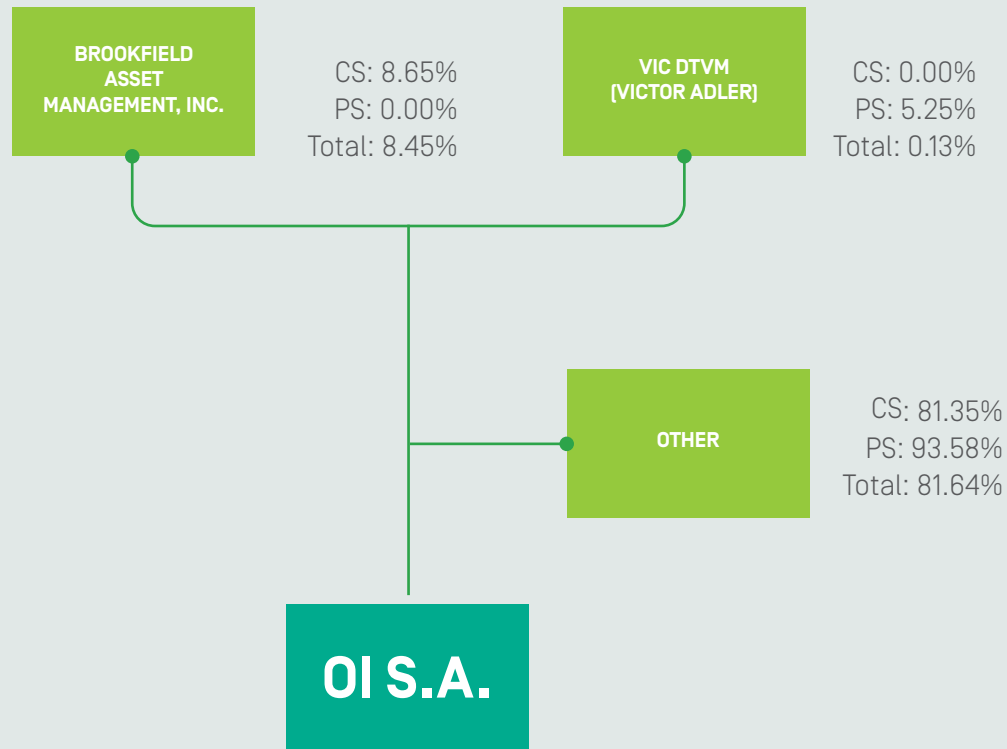 BROOKFIELD
ASSET
MANAGEMENT, INC.
CS: 8.65%
PS: 0.00%
Total: 8.45%
VIC DTVM
(VICTOR ADLER)
CS: 0.00%
PS: 5.25%
Total: 0.13%
OTHER
CS: 81.35%
PS: 93.58%
Total: 81.64%
OI S.A.